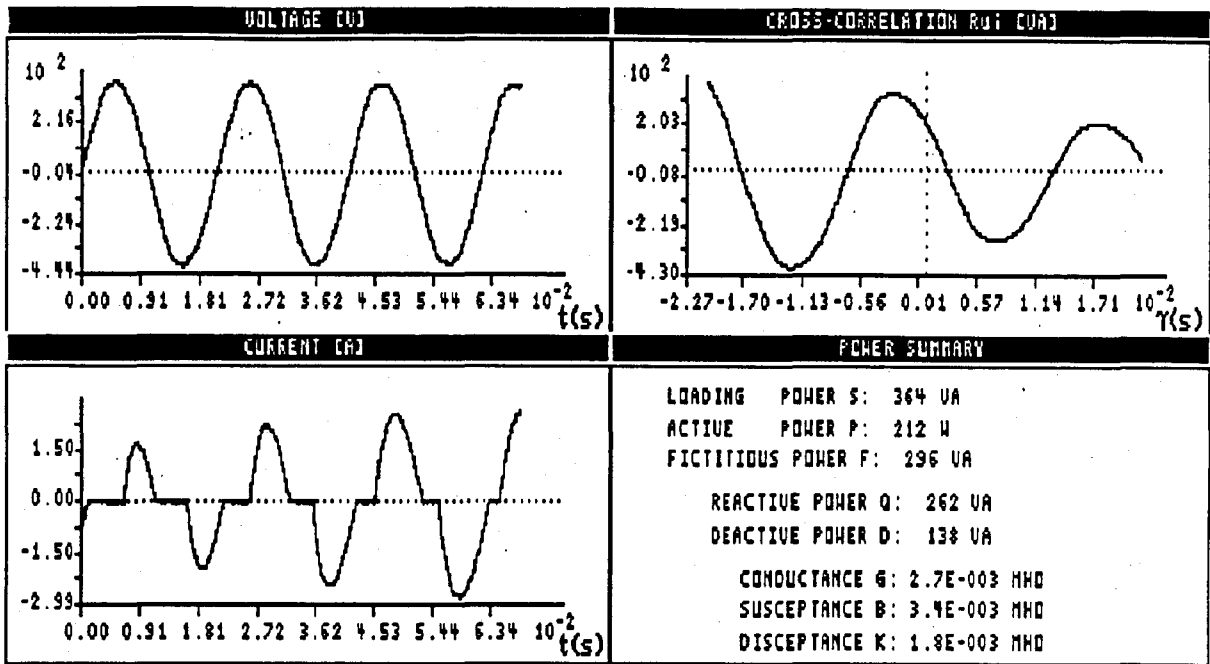 VOLTAGE [V]
10 2
2.16
-0.04
-2.24
-4.44
0.00 0.91 1.81 2.72 3.62 4.53 5.44 6.34 10-2
t(s)
CROSS-CORRELATION Rui [VA]
10 2
2.03
-0.08
-2.19
-4.30
-2.27 -1.70 -1.13 -0.56 0.01 0.57 1.14 1.71 10-2
γ(s)
CURRENT [A]
1.50
0.00
-1.50
-2.99
0.00 0.91 1.81 2.72 3.62 4.53 5.44 6.34 10-2
t(s)
POWER SUMMARY
LOADING POWER S: 364 VA
ACTIVE POWER P: 212 W
FICTITIOUS POWER F: 296 VA
REACTIVE POWER Q: 262 VA
DEACTIVE POWER D: 138 VA
CONDUCTANCE G: 2.7E-003 MHO
SUSCEPTANCE B: 3.4E-003 MHO
DISCEPTANCE K: 1.8E-003 MHO